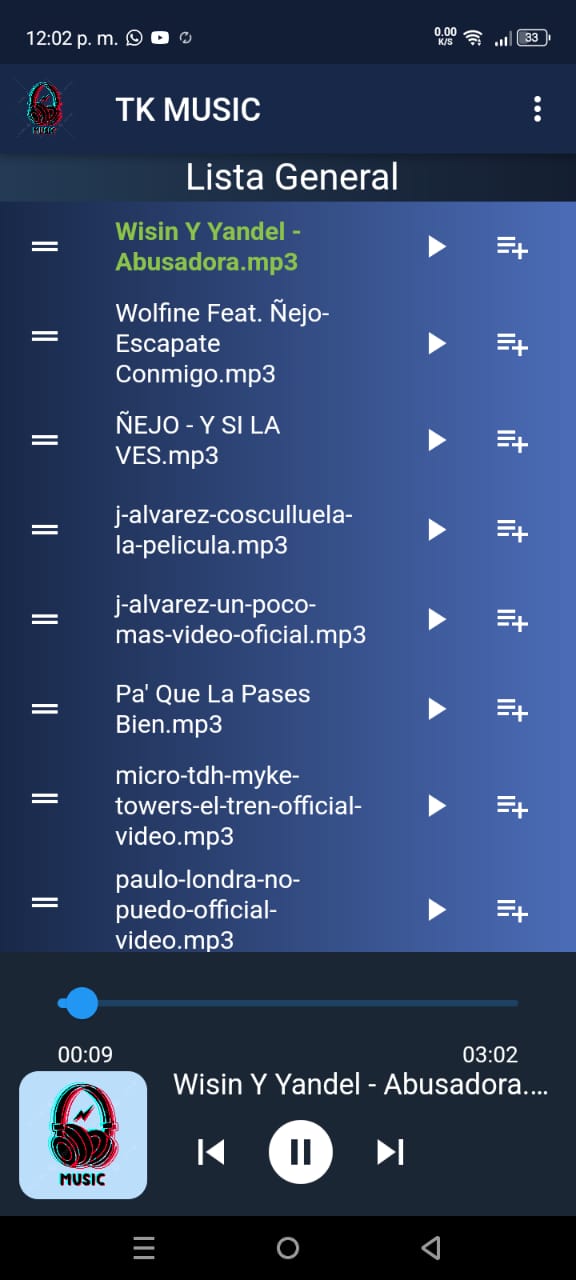 12:02 p. m.
0.00
K/S
33
MUSIC
TK MUSIC
Lista General
Wisin Y Yandel -
Abusadora.mp3
Wolfine Feat. Ñejo-
Escapate
Conmigo.mp3
ÑEJO - Y SI LA
VES.mp3
j-alvarez-cosculluela-
la-pelicula.mp3
j-alvarez-un-poco-
mas-video-oficial.mp3
Pa' Que La Pases
Bien.mp3
micro-tdh-myke-
towers-el-tren-official-
video.mp3
paulo-londra-no-
puedo-official-
video.mp3
00:09
03:02
Wisin Y Yandel - Abusadora....
MUSIC